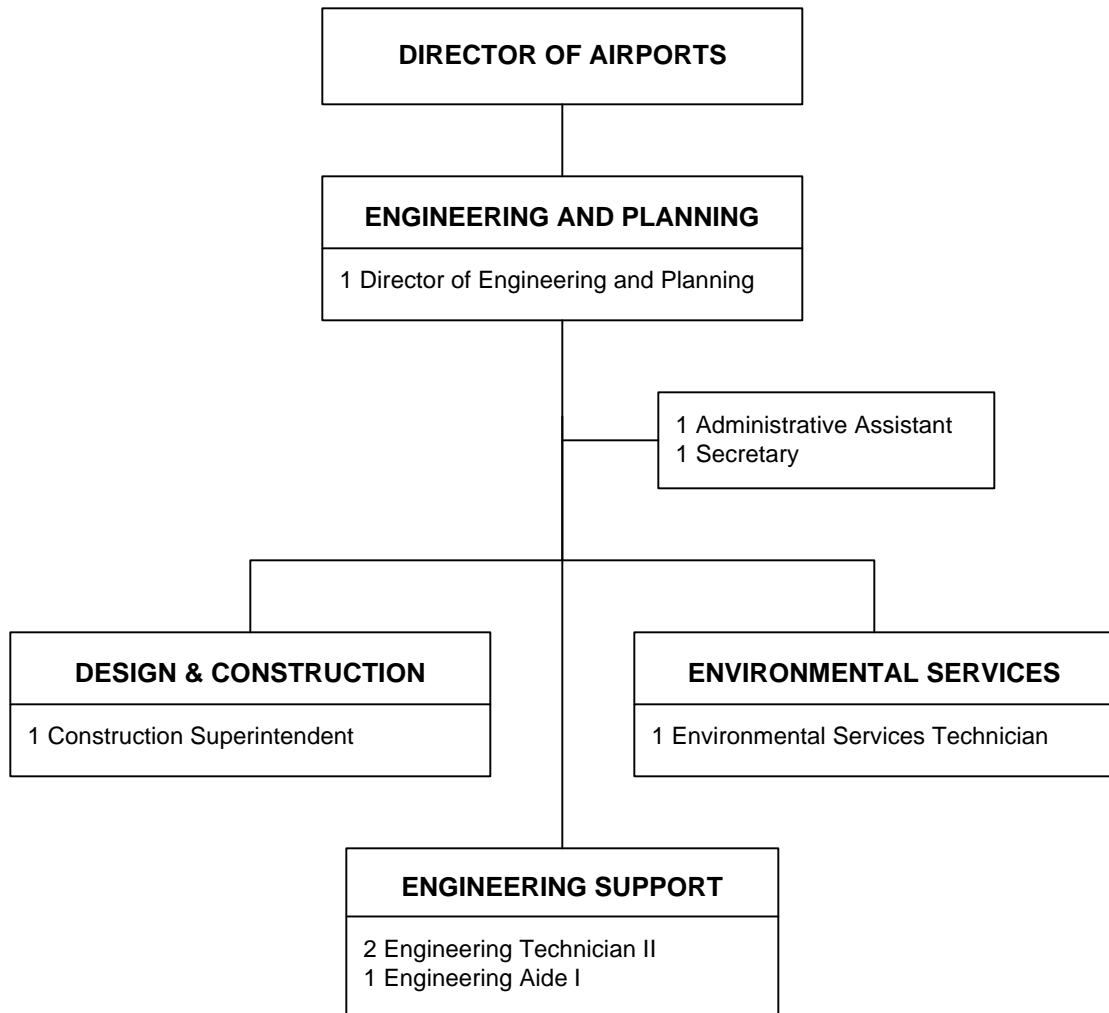 DIRECTOR OF AIRPORTS
ENGINEERING AND PLANNING
1 Director of Engineering and Planning
1 Administrative Assistant
1 Secretary
DESIGN & CONSTRUCTION
1 Construction Superintendent
ENVIRONMENTAL SERVICES
1 Environmental Services Technician
ENGINEERING SUPPORT
2 Engineering Technician II
1 Engineering Aide I